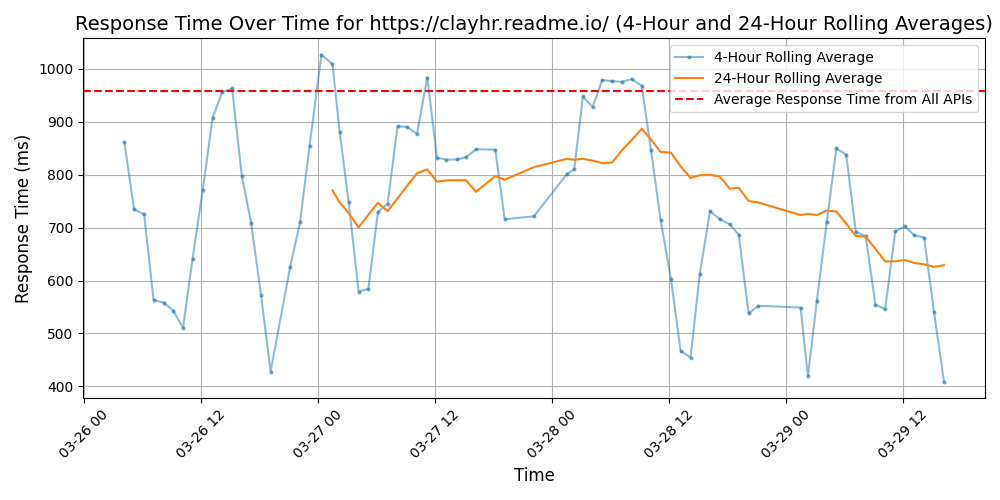 Response Time Over Time for https://clayhr.readme.io/ (4-Hour and 24-Hour Rolling Averages)
4-Hour Rolling Average
24-Hour Rolling Average
Average Response Time from All APIs
Response Time (ms)
1000
900
800
700
600
500
400
03-26 00
03-26 12
03-27 00
03-27 12
03-28 00
03-28 12
03-29 00
03-29 12
Time